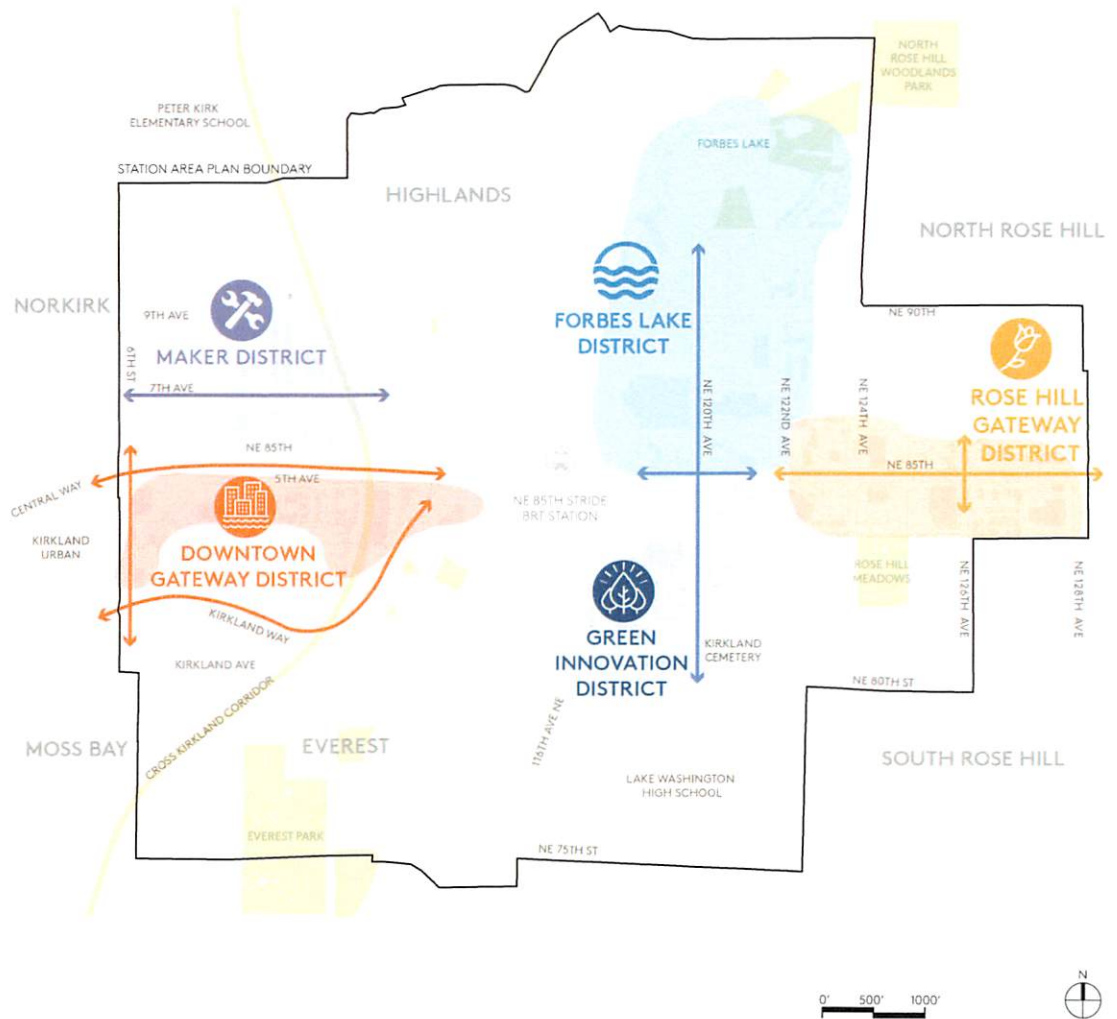 NORTH
ROSE HILL
WOODLANDS
PARK
PETER KIRK
ELEMENTARY SCHOOL
FORBES LAKE
STATION AREA PLAN BOUNDARY
HIGHLANDS
NORTH ROSE HILL
NORKIRK
9TH AVE
MAKER DISTRICT
6TH ST
7TH AVE
FORBES LAKE
DISTRICT
NE 90TH
ROSE HILL
GATEWAY
DISTRICT
NE 120TH AVE
NE 122ND AVE
NE 124TH AVE
NE 85TH
NE 85TH
5TH AVE
CENTRAL WAY
NE 85TH STRIDE
BRT STATION
KIRKLAND
URBAN
DOWNTOWN
GATEWAY DISTRICT
ROSE HILL
MEADOWS
NE 126TH AVE
NE 128TH AVE
KIRKLAND WAY
GREEN
INNOVATION
DISTRICT
KIRKLAND
CEMETERY
KIRKLAND AVE
NE 80TH ST
CROSS KIRKLAND CORRIDOR
116TH AVE NE
MOSS BAY
EVEREST
SOUTH ROSE HILL
LAKE WASHINGTON
HIGH SCHOOL
EVEREST PARK
NE 75TH ST
N
0' 500' 1000'